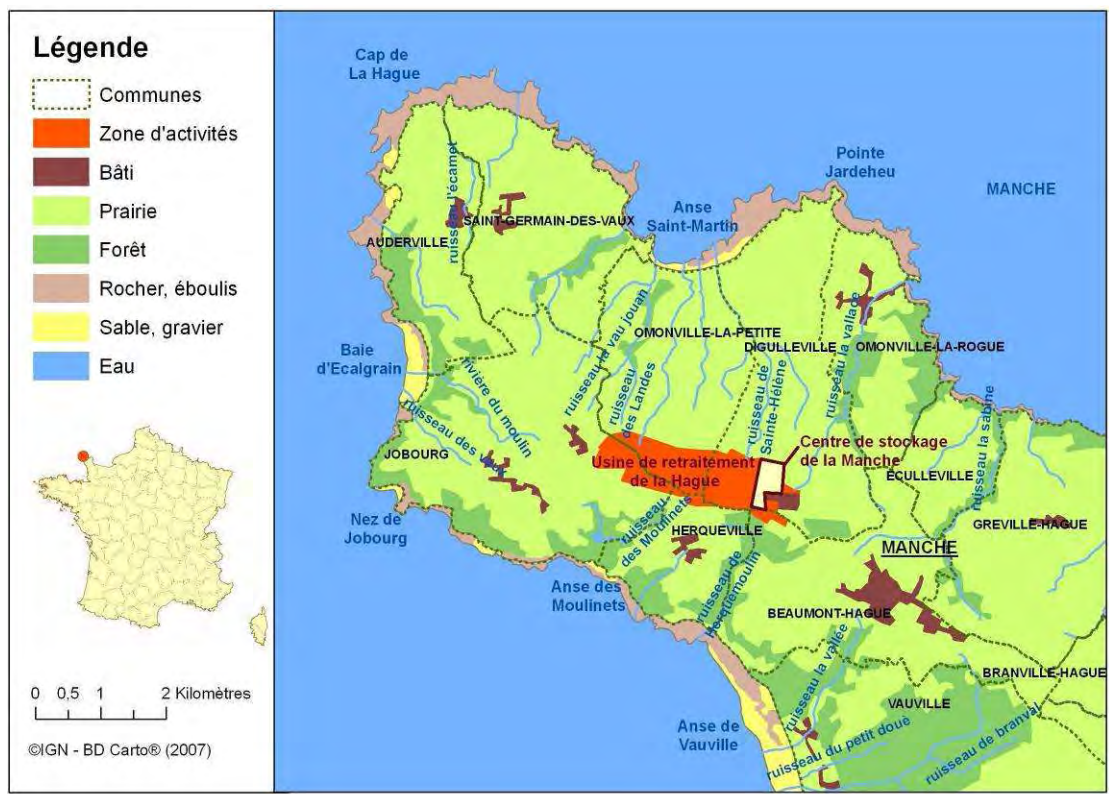 Légende
Communes
Zone d'activités
Bâti
Prairie
Forêt
Rocher, éboulis
Sable, gravier
Eau
0 0,5 1 2 Kilomètres
©IGN - BD Carto® (2007)
Cap de
La Hague
Pointe
Jardeheu
MANCHE
Anse
Saint-Martin
ruisseau l'écamet
SAINT-GERMAIN-DES-VAUX
AUDERVILLE
ruisseau la vau jouan
OMONVILLE-LA-PETITE
DIGULLEVILLE
ruisseau la vallace
OMONVILLE-LA-ROGUE
Baie
d'Ecalgrain
rivière du moulin
ruisseau
des Landes
ruisseau de
Sainte-Hélène
ruisseau la sabine
ruisseau des vaux
JOBOURG
Usine de retraitement
de la Hague
Centre de stockage
de la Manche
ÉCULLEVILLE
Nez de
Jobourg
ruisseau
des Moulinets
HERQUEVILLE
GREVILLE-HAGUE
MANCHE
Anse des
Moulinets
ruisseau de
Herquemoulin
BEAUMONT-HAGUE
BRANVILLE-HAGUE
ruisseau la vallée
VAUVILLE
Anse de
Vauville
ruisseau du petit douè
ruisseau de branval